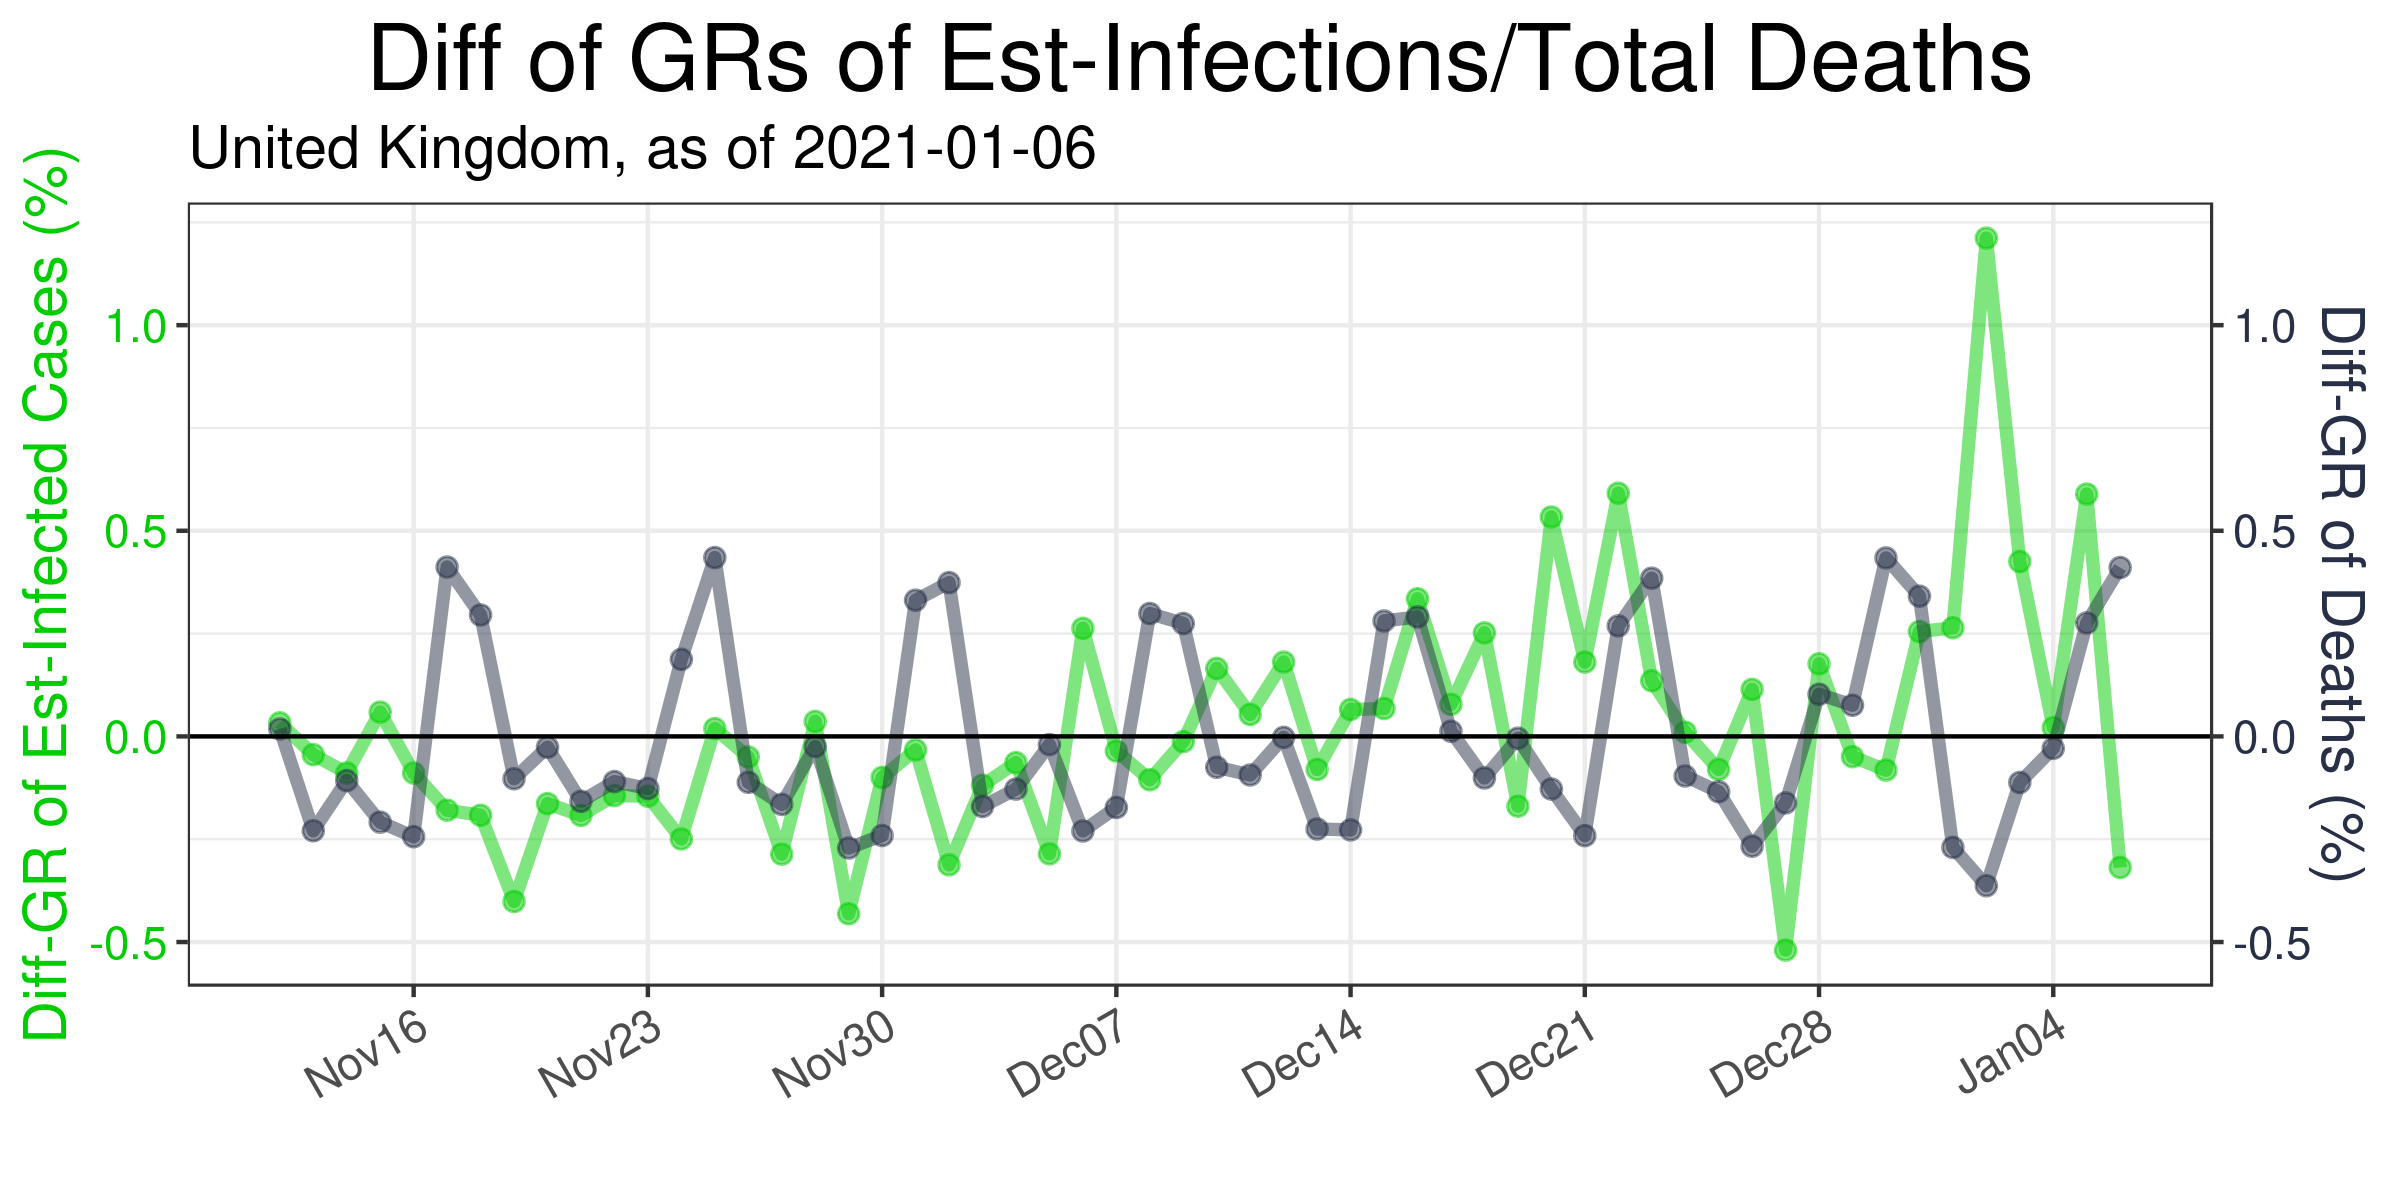 Diff of GRs of Est-Infections/Total Deaths
United Kingdom, as of 2021-01-06
Diff-GR of Est-Infected Cases (%)
1.0
0.5
0.0
-0.5
1.0
0.5
0.0
-0.5
Diff-GR of Deaths (%)
Nov16
Nov23
Nov30
Dec07
Dec14
Dec21
Dec28
Jan04